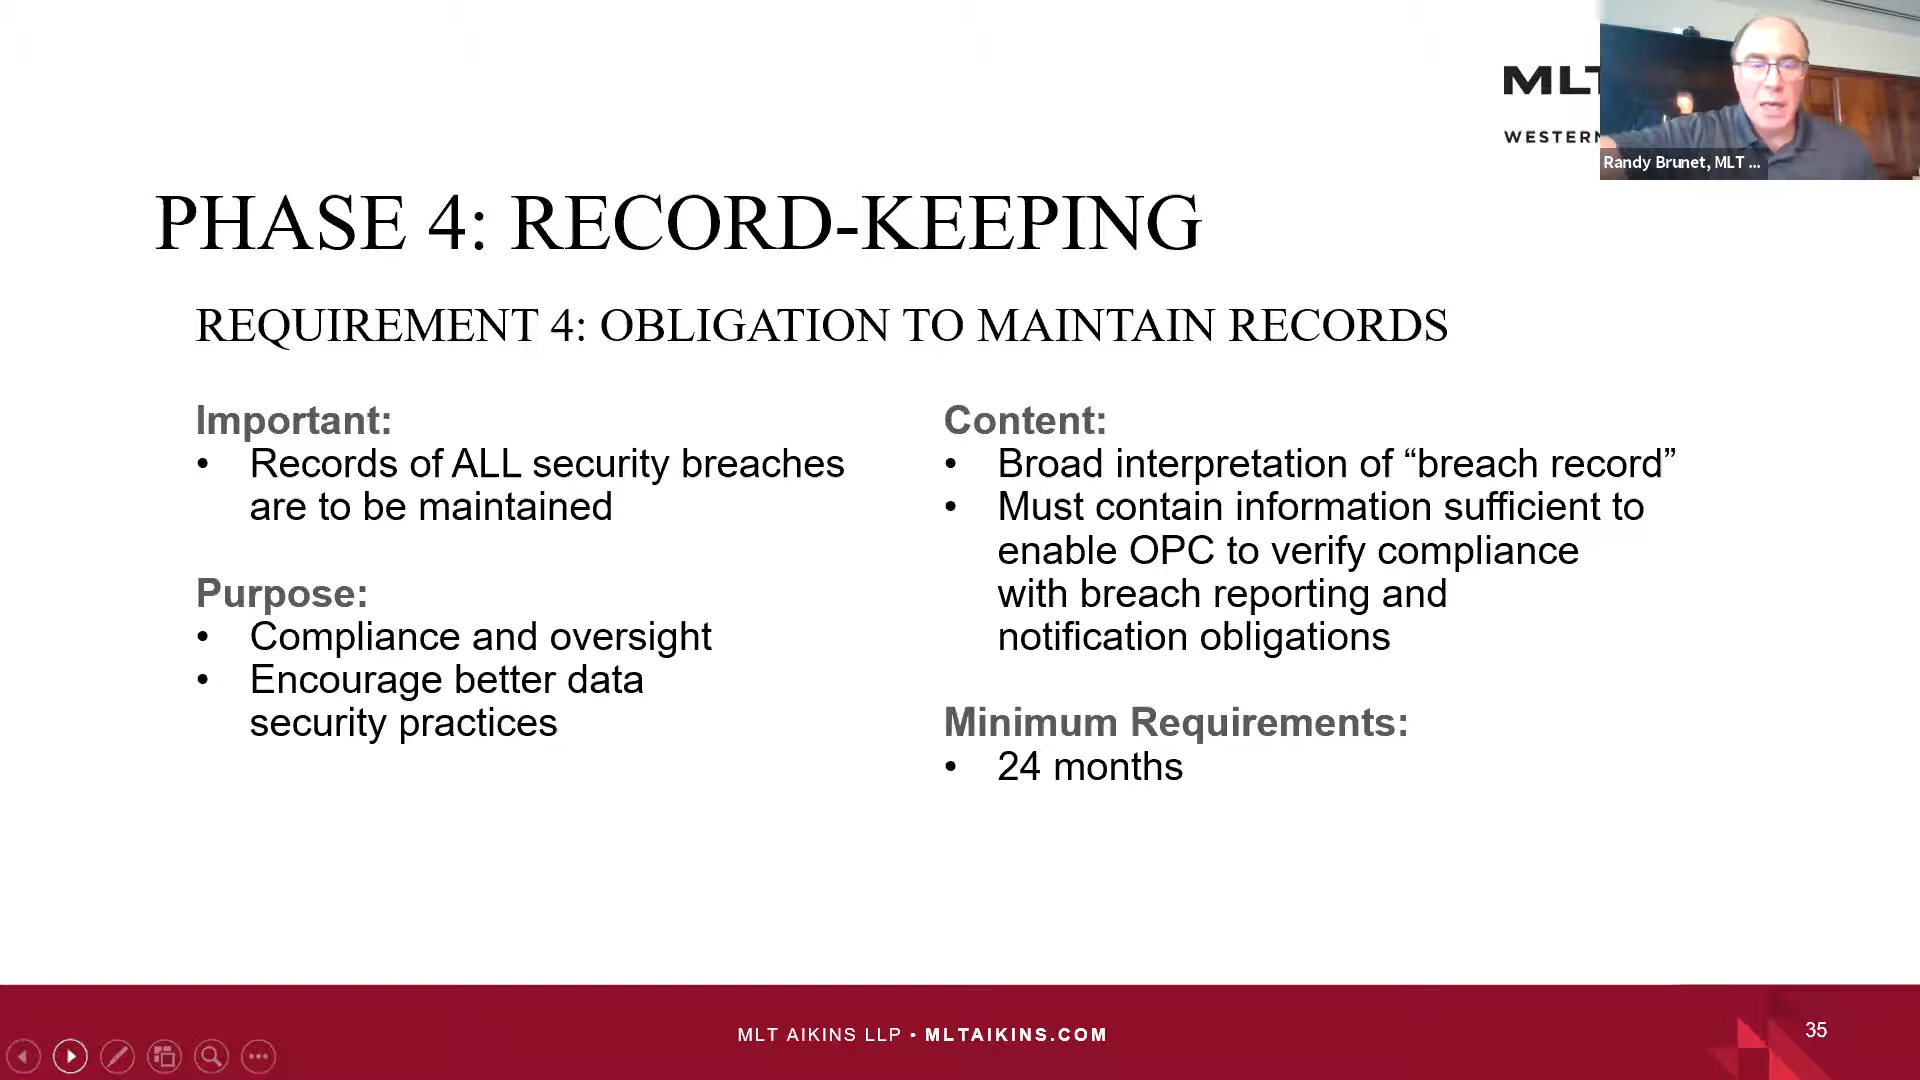 MLT
WESTERN
Randy Brunet, MLT ...
PHASE 4: RECORD-KEEPING
REQUIREMENT 4: OBLIGATION TO MAINTAIN RECORDS
Important:
• Records of ALL security breaches
are to be maintained
Purpose:
• Compliance and oversight
• Encourage better data
security practices
Content:
• Broad interpretation of “breach record”
• Must contain information sufficient to
enable OPC to verify compliance
with breach reporting and
notification obligations
Minimum Requirements:
• 24 months
MLT AIKINS LLP • MLTAIKINS.COM
35